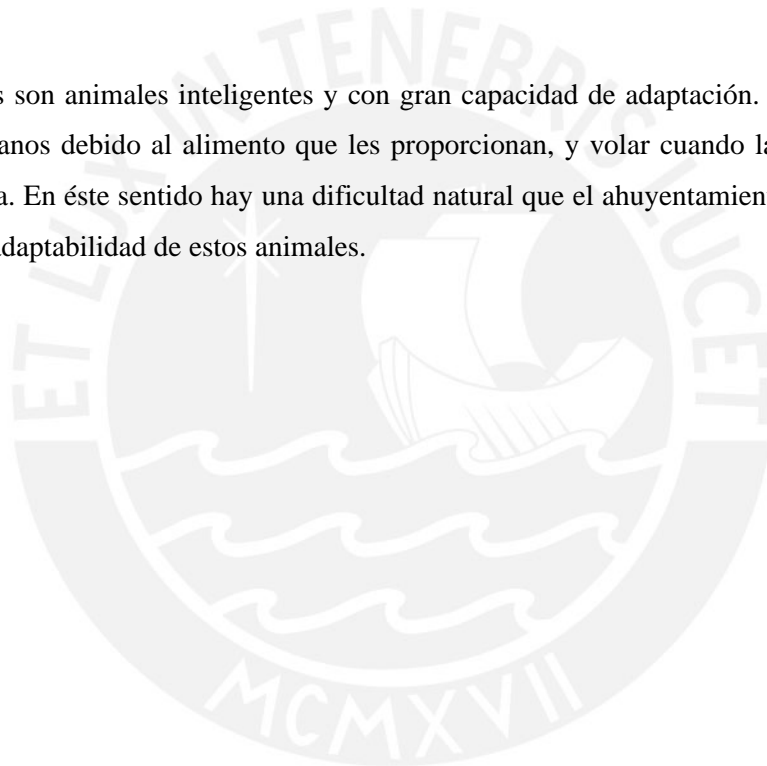 s son animales inteligentes y con gran capacidad de adaptación.
anos debido al alimento que les proporcionan, y volar cuando la
a. En éste sentido hay una dificultad natural que el ahuyentamien
adaptabilidad de estos animales.
ET LUX IN TENEBRIS LUCET
MCMXVII